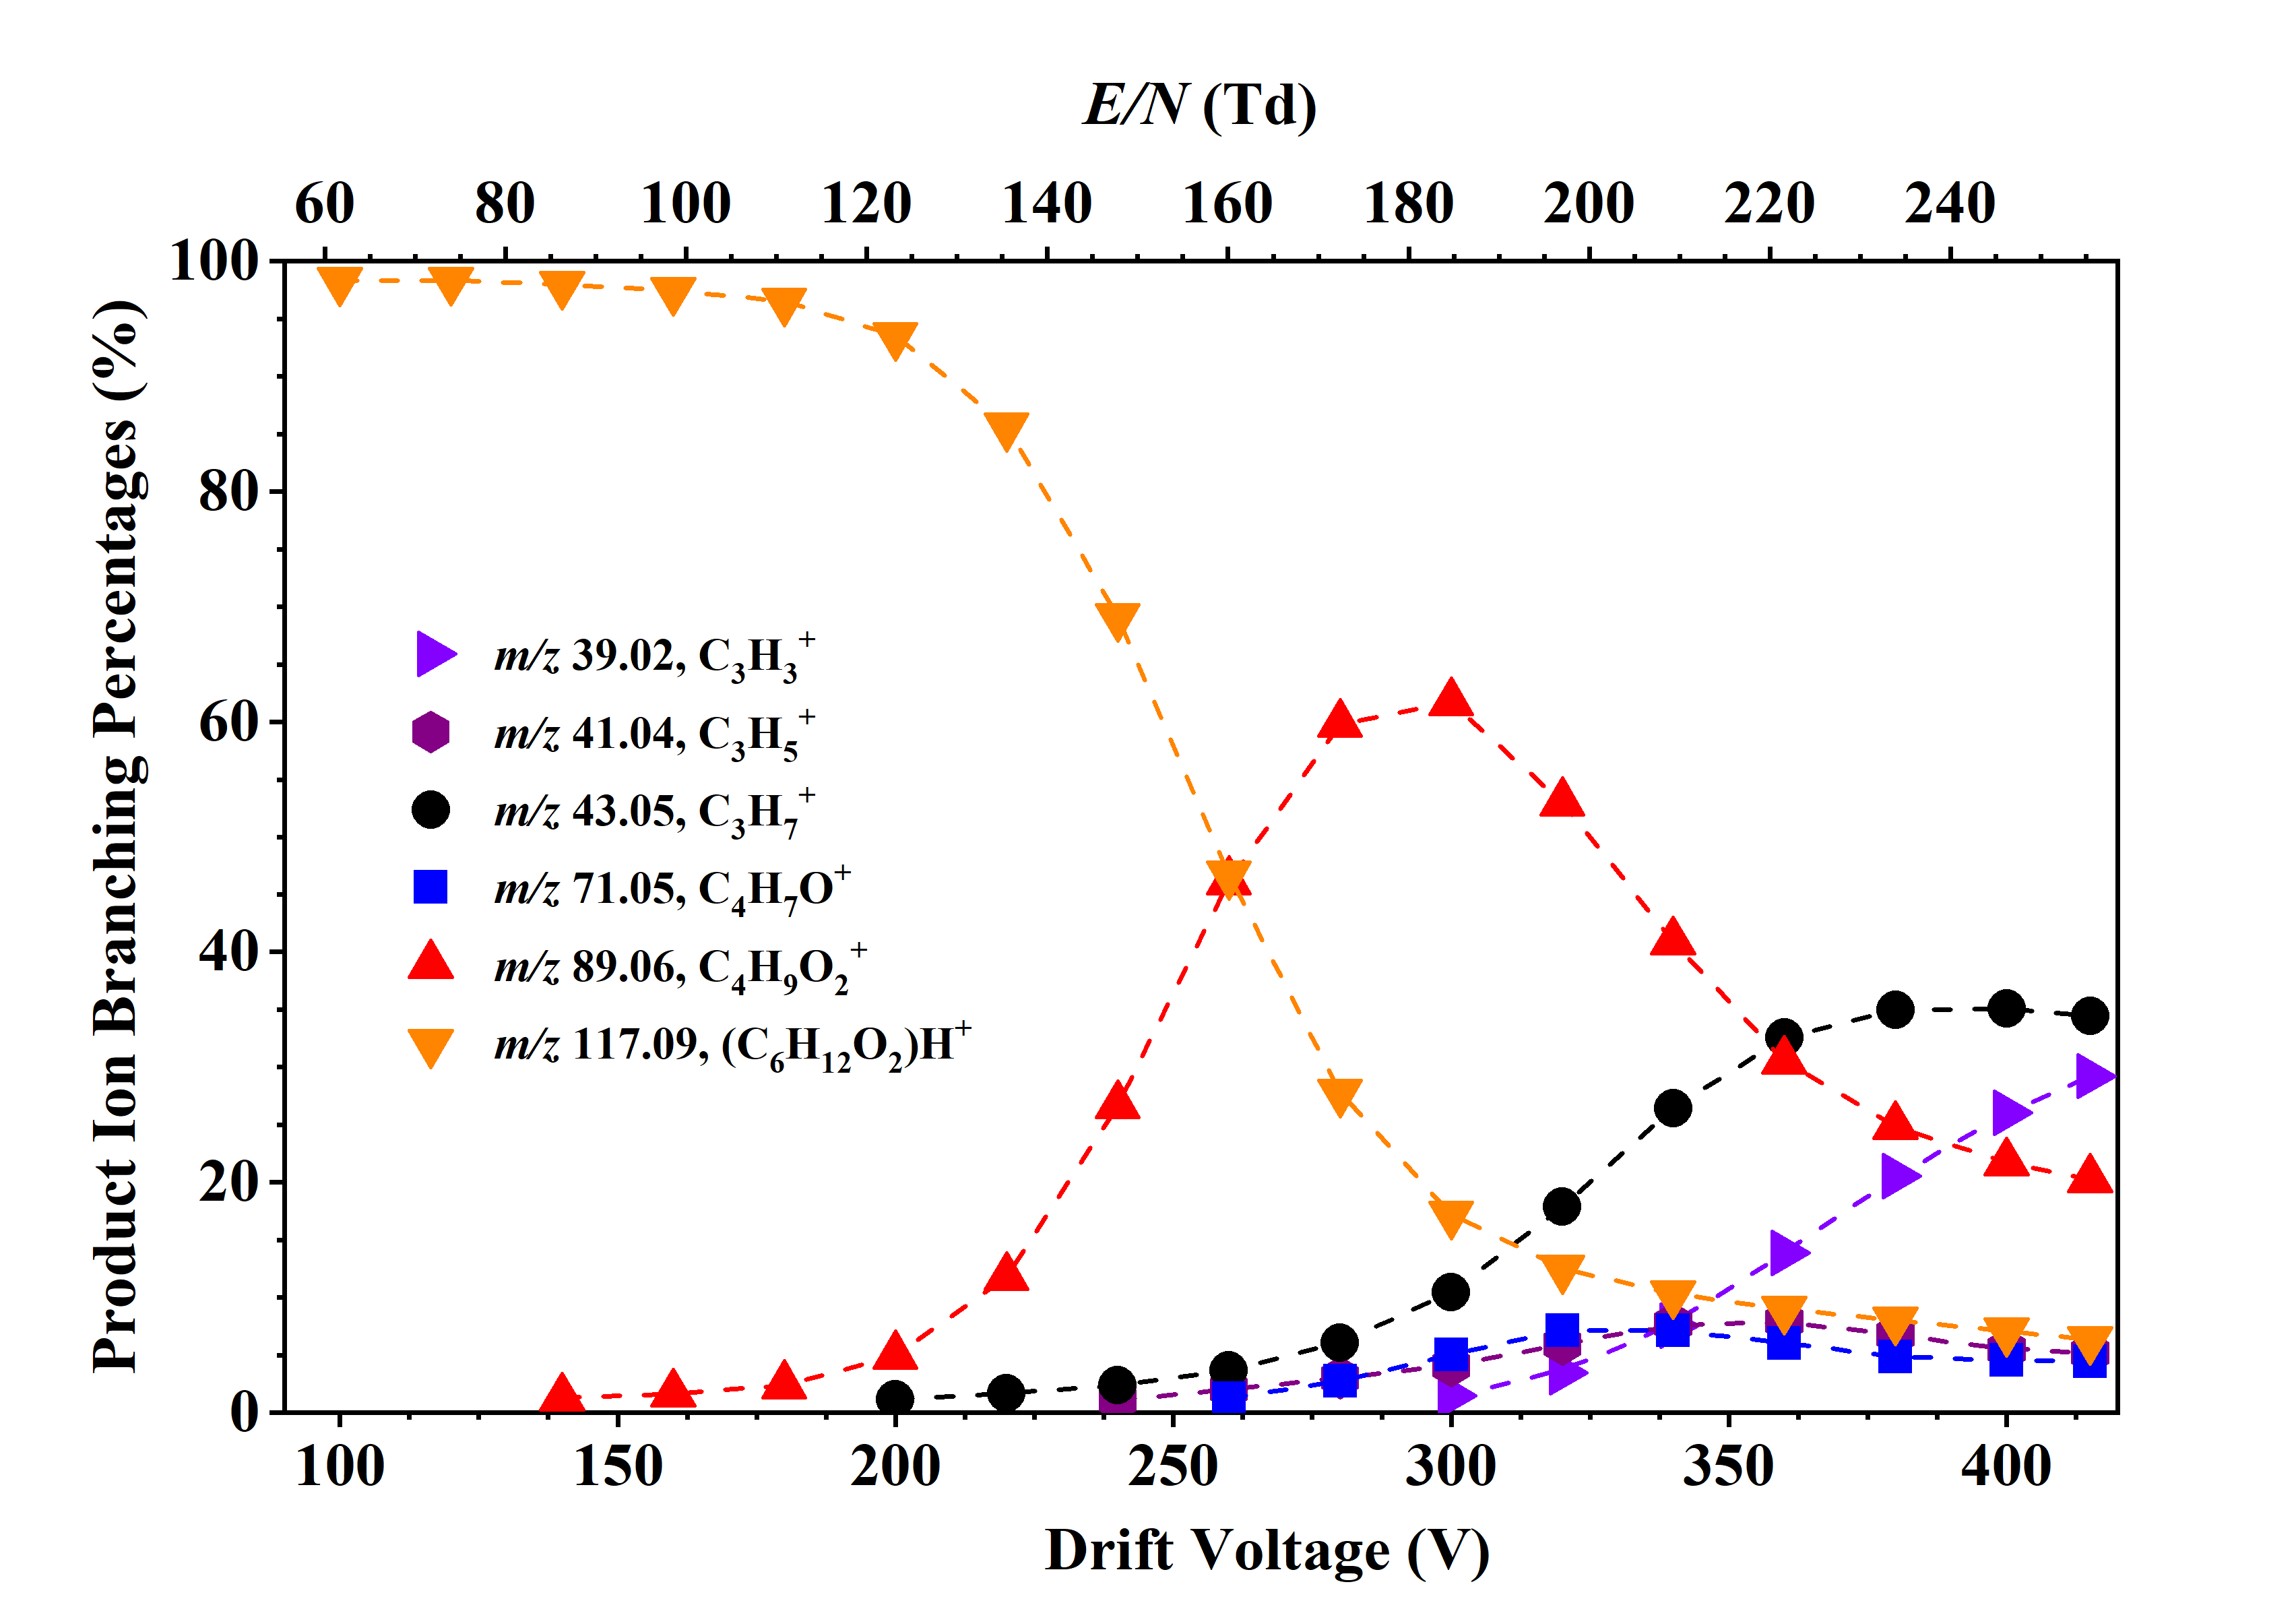 E/N (Td)
60 80 100 120 140 160 180 200 220 240
Product Ion Branching Percentages (%)
100
80
60
40
20
0
m/z 39.02, C₃H₃⁺
m/z 41.04, C₃H₅⁺
m/z 43.05, C₃H₇⁺
m/z 71.05, C₄H₇O⁺
m/z 89.06, C₄H₉O₂⁺
m/z 117.09, (C₆H₁₂O₂)H⁺
100 150 200 250 300 350 400
Drift Voltage (V)